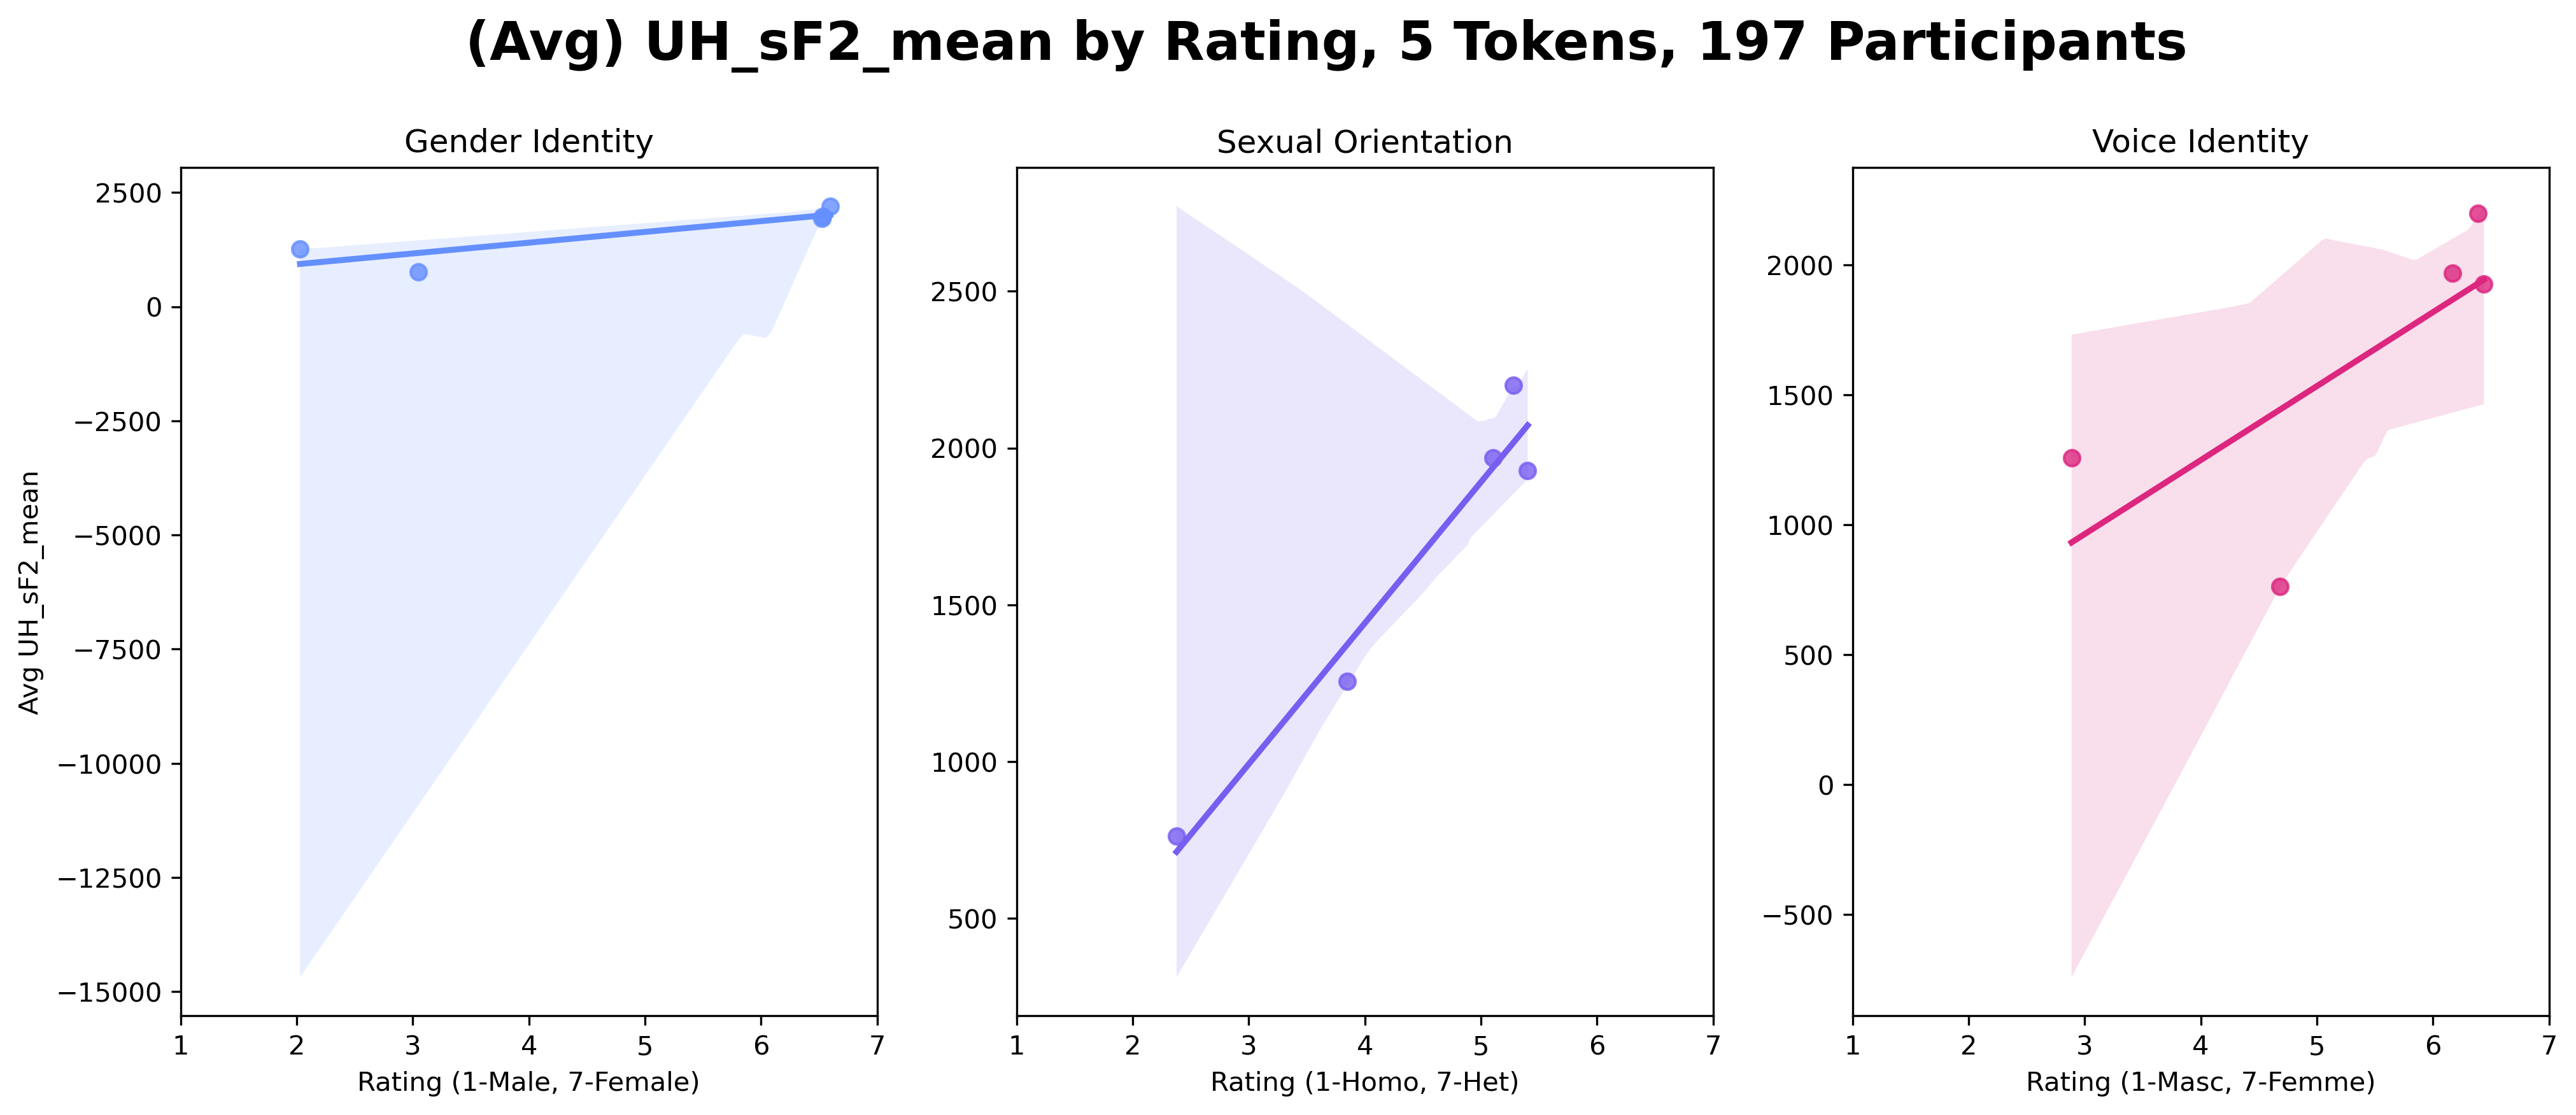 (Avg) UH_sF2_mean by Rating, 5 Tokens, 197 Participants
Gender Identity
Avg UH_sF2_mean
2500
0
−2500
−5000
−7500
−10000
−12500
−15000
1 2 3 4 5 6 7
Rating (1-Male, 7-Female)
Sexual Orientation
2500
2000
1500
1000
500
1 2 3 4 5 6 7
Rating (1-Homo, 7-Het)
Voice Identity
2000
1500
1000
500
0
−500
1 2 3 4 5 6 7
Rating (1-Masc, 7-Femme)